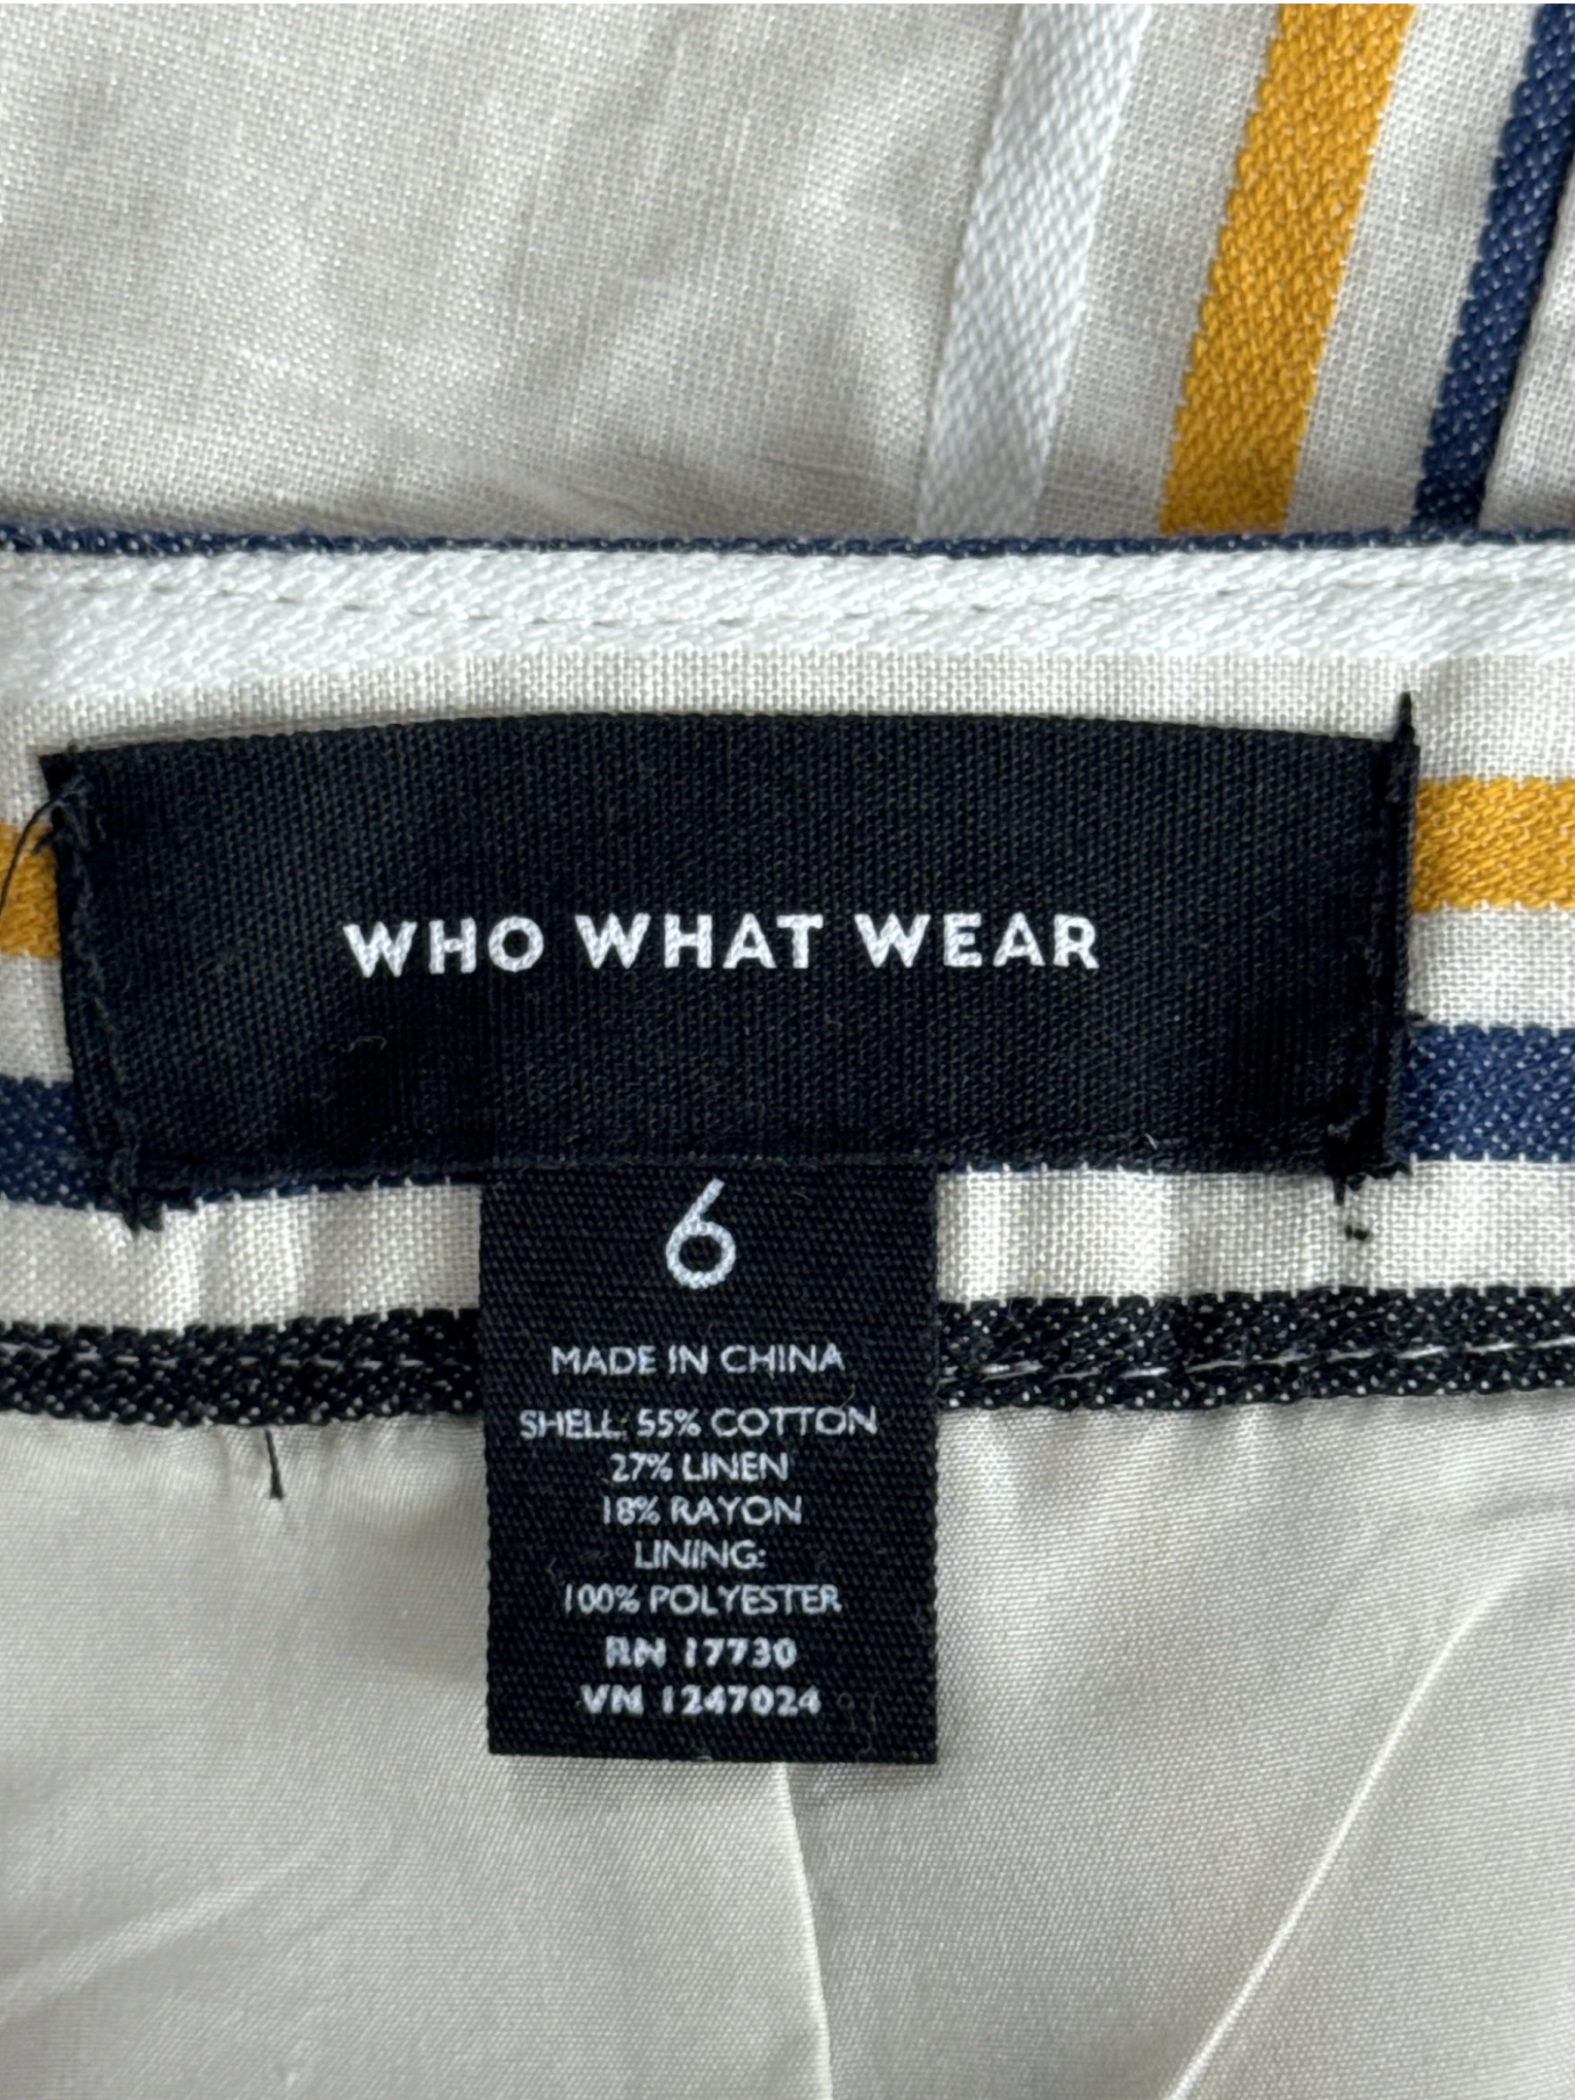 WHO WHAT WEAR
6
MADE IN CHINA
SHELL: 55% COTTON
27% LINEN
18% RAYON
LINING:
100% POLYESTER
RN 17730
VN 1247024